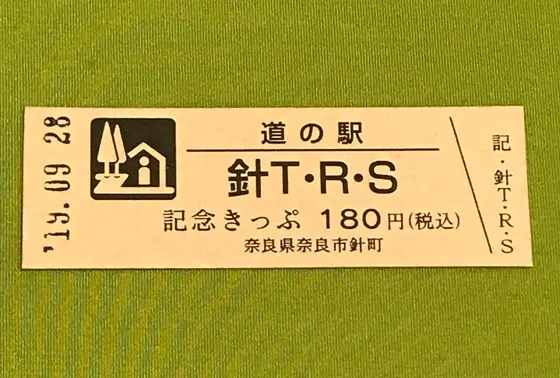 '19.09 28
道の駅
針T・R・S
記念きっぷ 180円(税込)
奈良県奈良市針町
記・針T・R・S